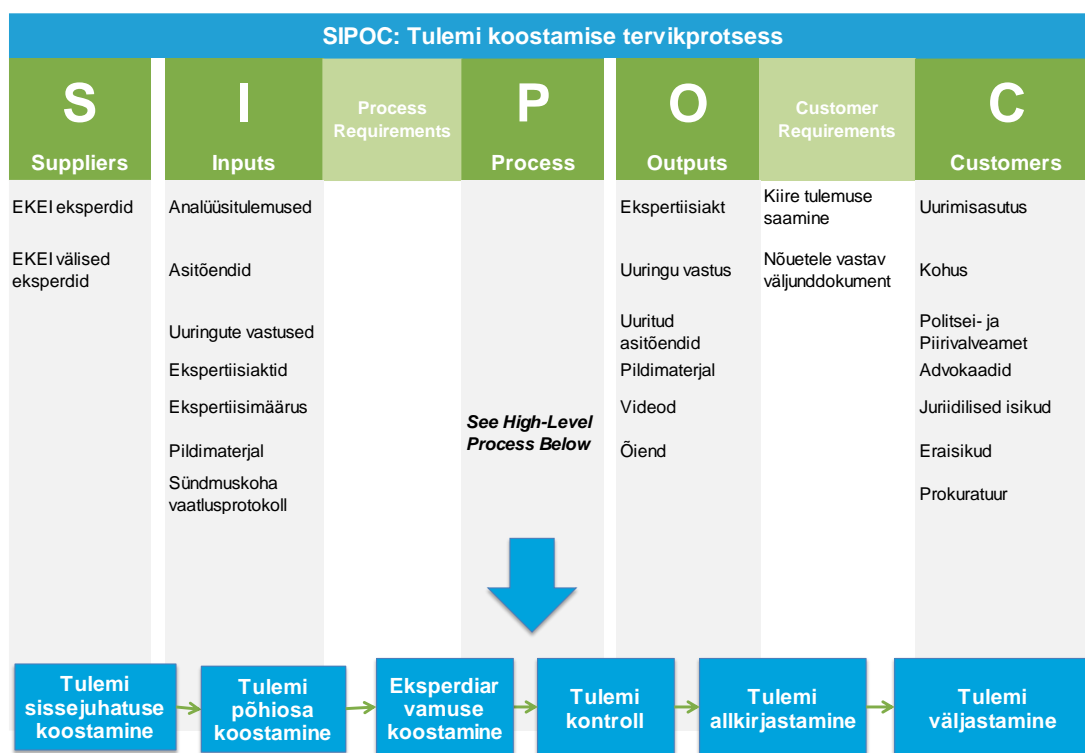 SIPOC: Tulemi koostamise tervikprotsess
S
Suppliers
I
Inputs
Process
Requirements
P
Process
O
Outputs
Customer
Requirements
C
Customers
EKEI eksperdid
EKEI välised
eksperdid
Analüüsitulemused
Asitõendid
Uuringute vastused
Ekspertiisiaktid
Ekspertiisimäärus
Pildimaterjal
Sündmuskoha
vaatlusprotokoll
See High-Level
Process Below
Ekspertiisiakt
Uuringu vastus
Uuritud
asitõendid
Pildimaterjal
Videod
Õiend
Kiire tulemuse
saamine
Nõuetele vastav
väljunddokument
Uurimisasutus
Kohus
Politsei- ja
Piirivalveamet
Advokaadid
Juriidilised isikud
Eraisikud
Prokuratuur
Tulemi
sissejuhatuse
koostamine
Tulemi
põhiosa
koostamine
Eksperdiar
vamuse
koostamine
Tulemi
kontroll
Tulemi
allkirjastamine
Tulemi
väljastamine